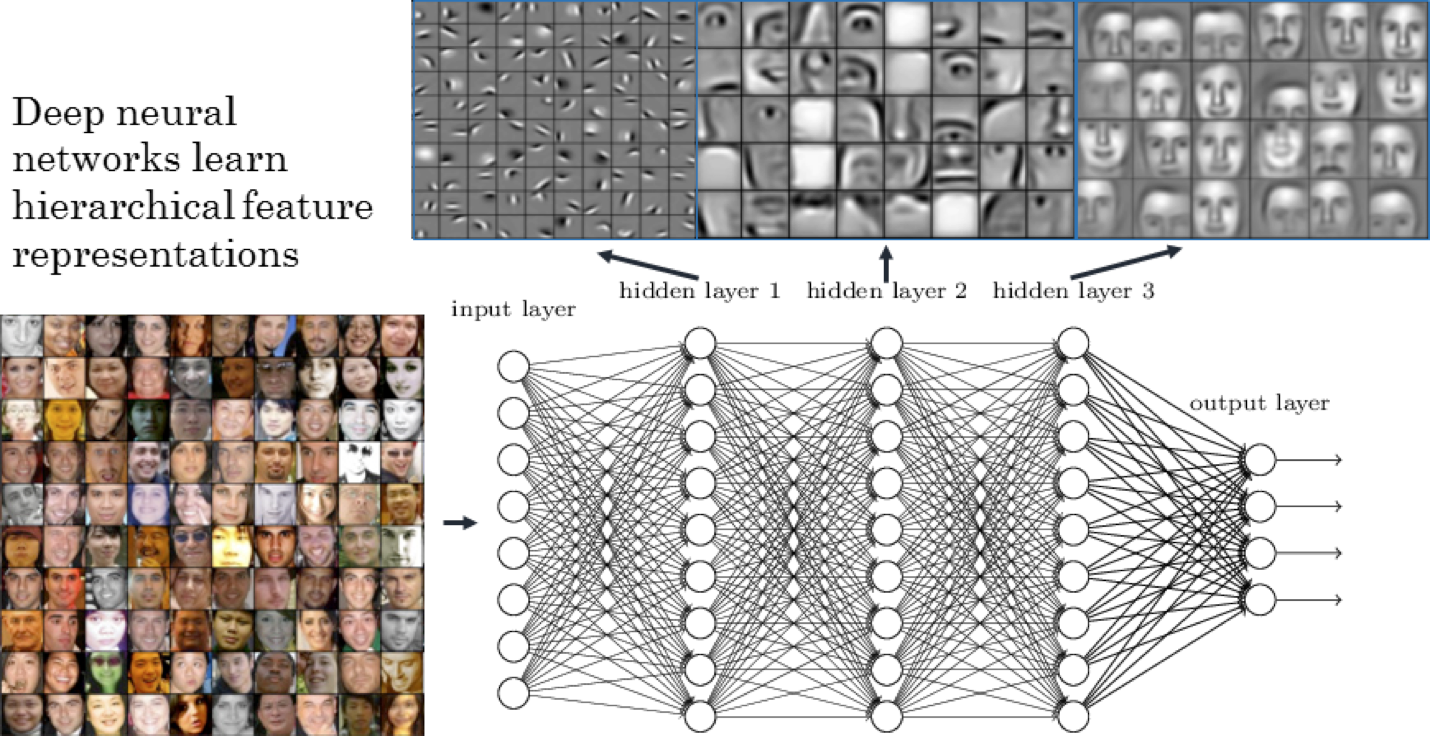 Deep neural
networks learn
hierarchical feature
representations
hidden layer 1
hidden layer 2
hidden layer 3
input layer
output layer